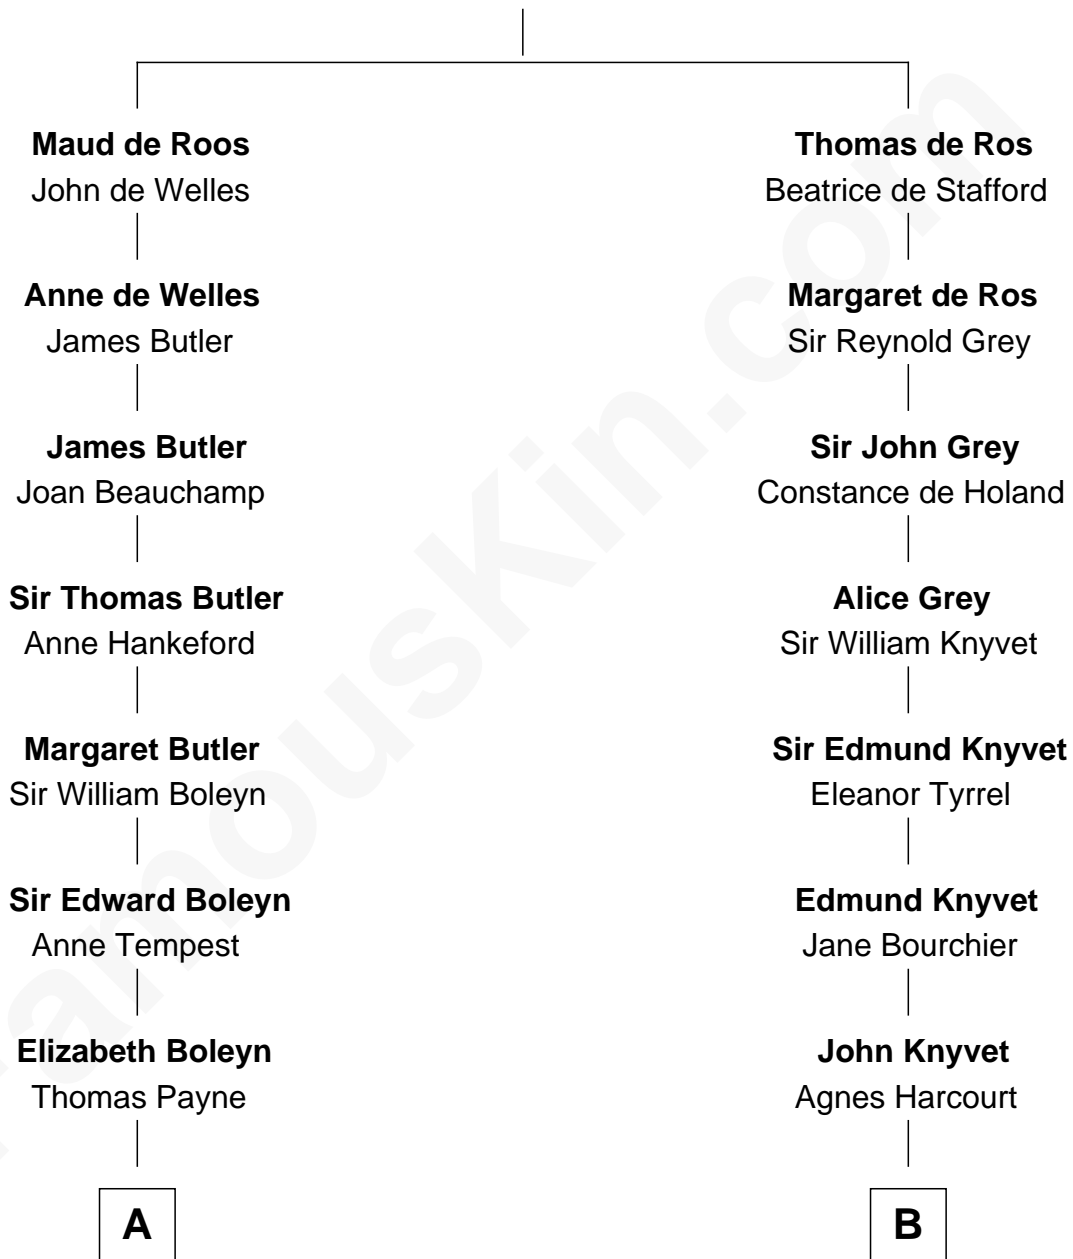 Maud de Roos
John de Welles
Thomas de Ros
Beatrice de Stafford
Anne de Welles
James Butler
Margaret de Ros
Sir Reynold Grey
James Butler
Joan Beauchamp
Sir John Grey
Constance de Holand
Sir Thomas Butler
Anne Hankeford
Alice Grey
Sir William Knyvet
Margaret Butler
Sir William Boleyn
Sir Edmund Knyvet
Eleanor Tyrrel
Sir Edward Boleyn
Anne Tempest
Edmund Knyvet
Jane Bourchier
Elizabeth Boleyn
Thomas Payne
John Knyvet
Agnes Harcourt
A
B
FamousKin.com